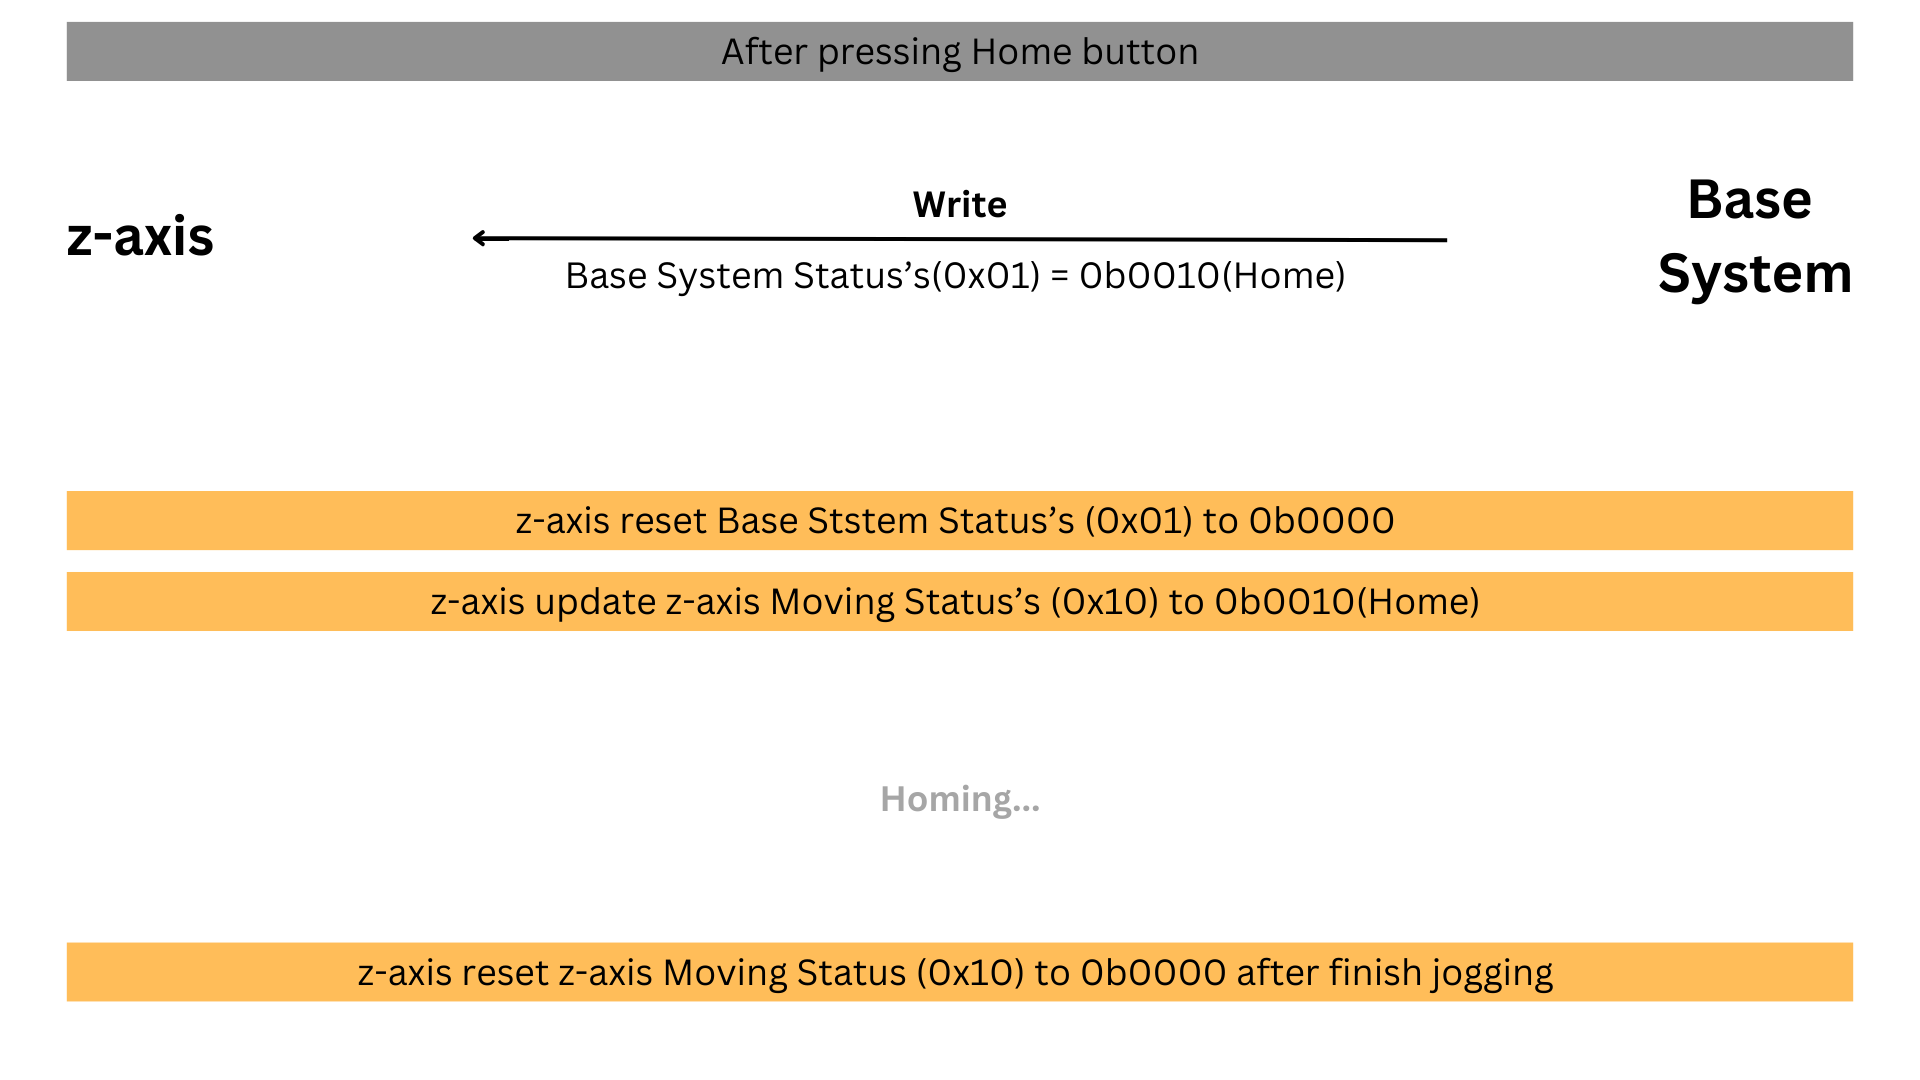 After pressing Home button
Write
z-axis
Base
System
Base System Status’s(0x01) = 0b0010(Home)
z-axis reset Base Ststem Status’s (0x01) to 0b0000
z-axis update z-axis Moving Status’s (0x10) to 0b0010(Home)
Homing...
z-axis reset z-axis Moving Status (0x10) to 0b0000 after finish jogging